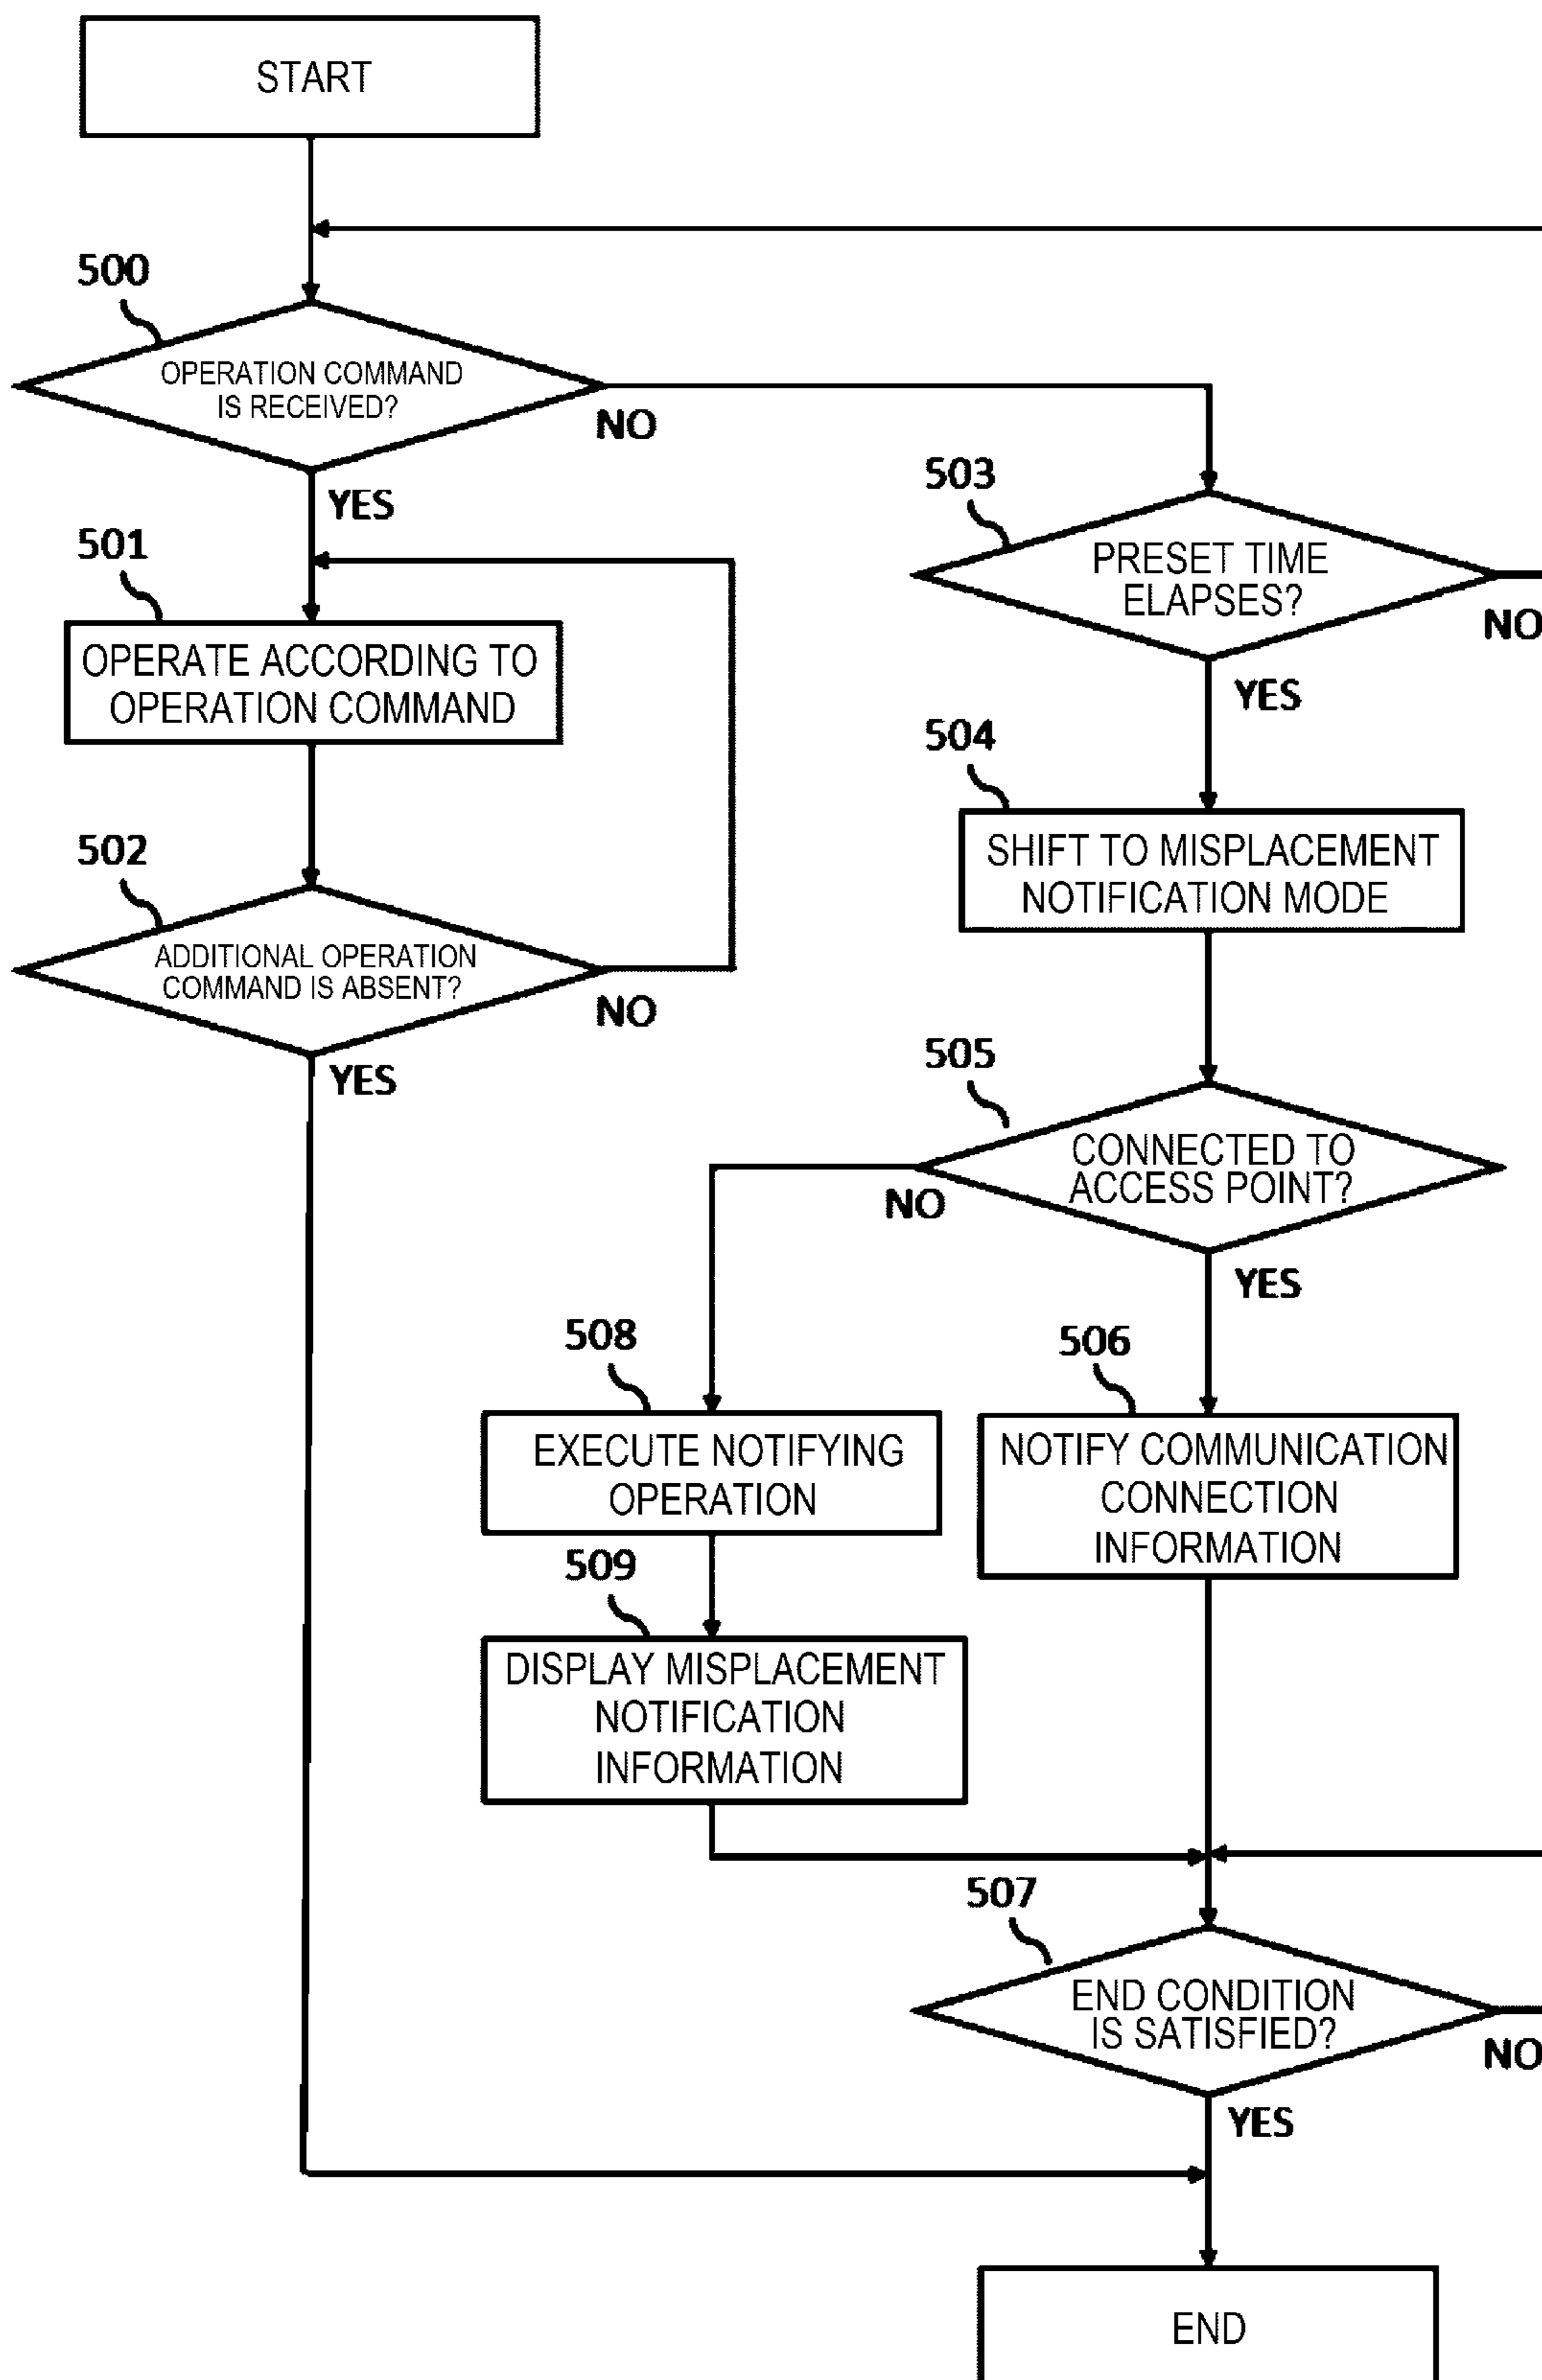 START
500
OPERATION COMMAND
IS RECEIVED?
NO
YES
501
OPERATE ACCORDING TO
OPERATION COMMAND
502
ADDITIONAL OPERATION
COMMAND IS ABSENT?
NO
YES
503
PRESET TIME
ELAPSES?
NO
YES
504
SHIFT TO MISPLACEMENT
NOTIFICATION MODE
505
CONNECTED TO
ACCESS POINT?
NO
YES
508
EXECUTE NOTIFYING
OPERATION
506
NOTIFY COMMUNICATION
CONNECTION
INFORMATION
509
DISPLAY MISPLACEMENT
NOTIFICATION
INFORMATION
507
END CONDITION
IS SATISFIED?
NO
YES
END